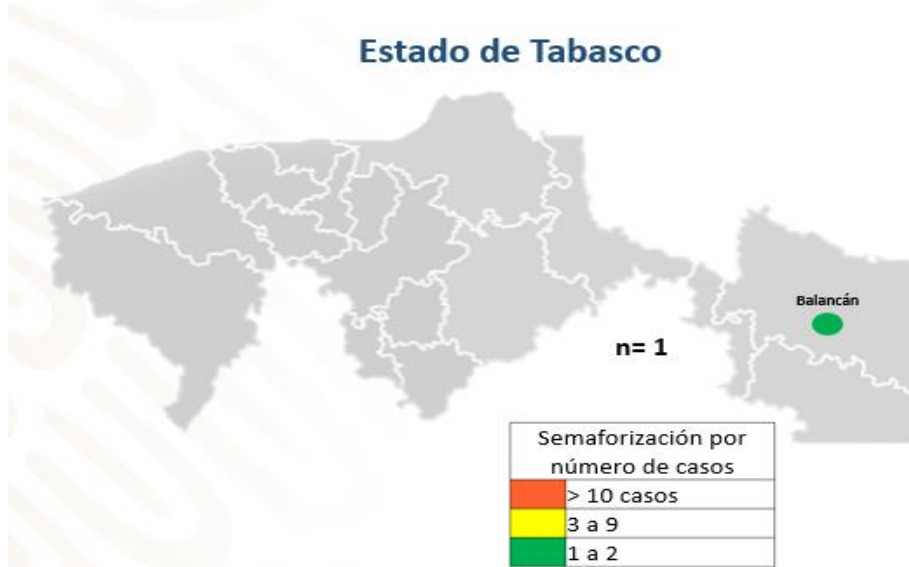 Estado de Tabasco
Balancán
n= 1
Semaforización por
número de casos
> 10 casos
3 a 9
1 a 2